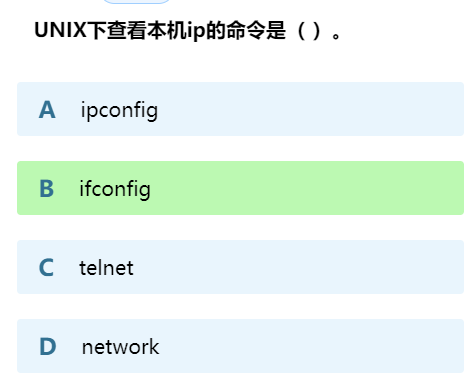 UNIX下查看本机ip的命令是（ ）。
A ipconfig
B ifconfig
C telnet
D network